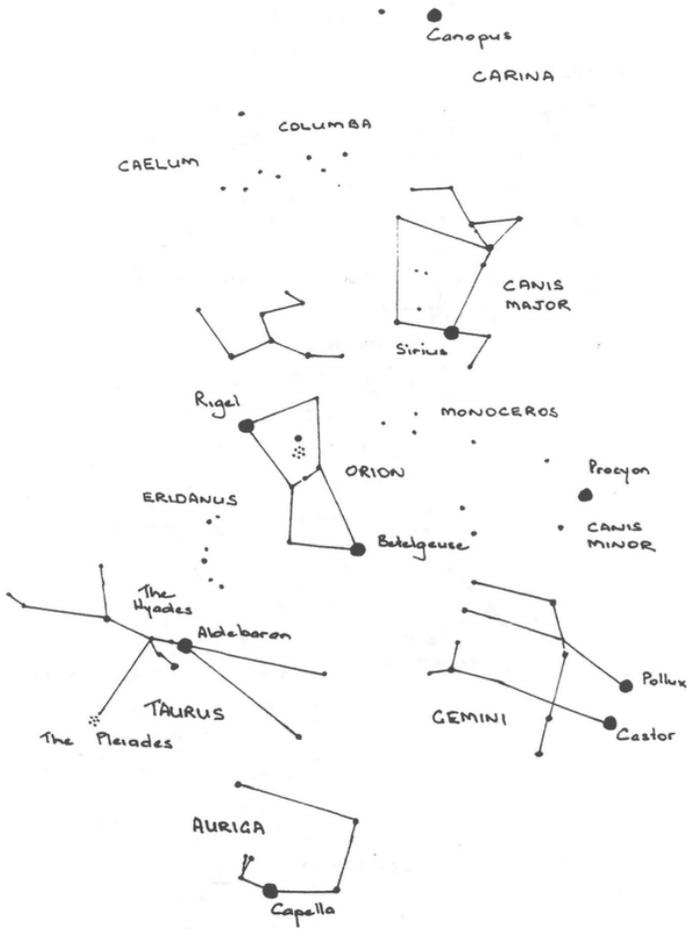 Canopus
CARINA
COLUMBA
CAELUM
CANIS
MAJOR
Sirius
Rigel
MONOCEROS
ORION
Procyon
ERIDANUS
CANIS
MINOR
Betelgeuse
The
Hyades
Aldebaran
Pollux
TAURUS
GEMINI
Castor
The Pleiades
AURIGA
Capella